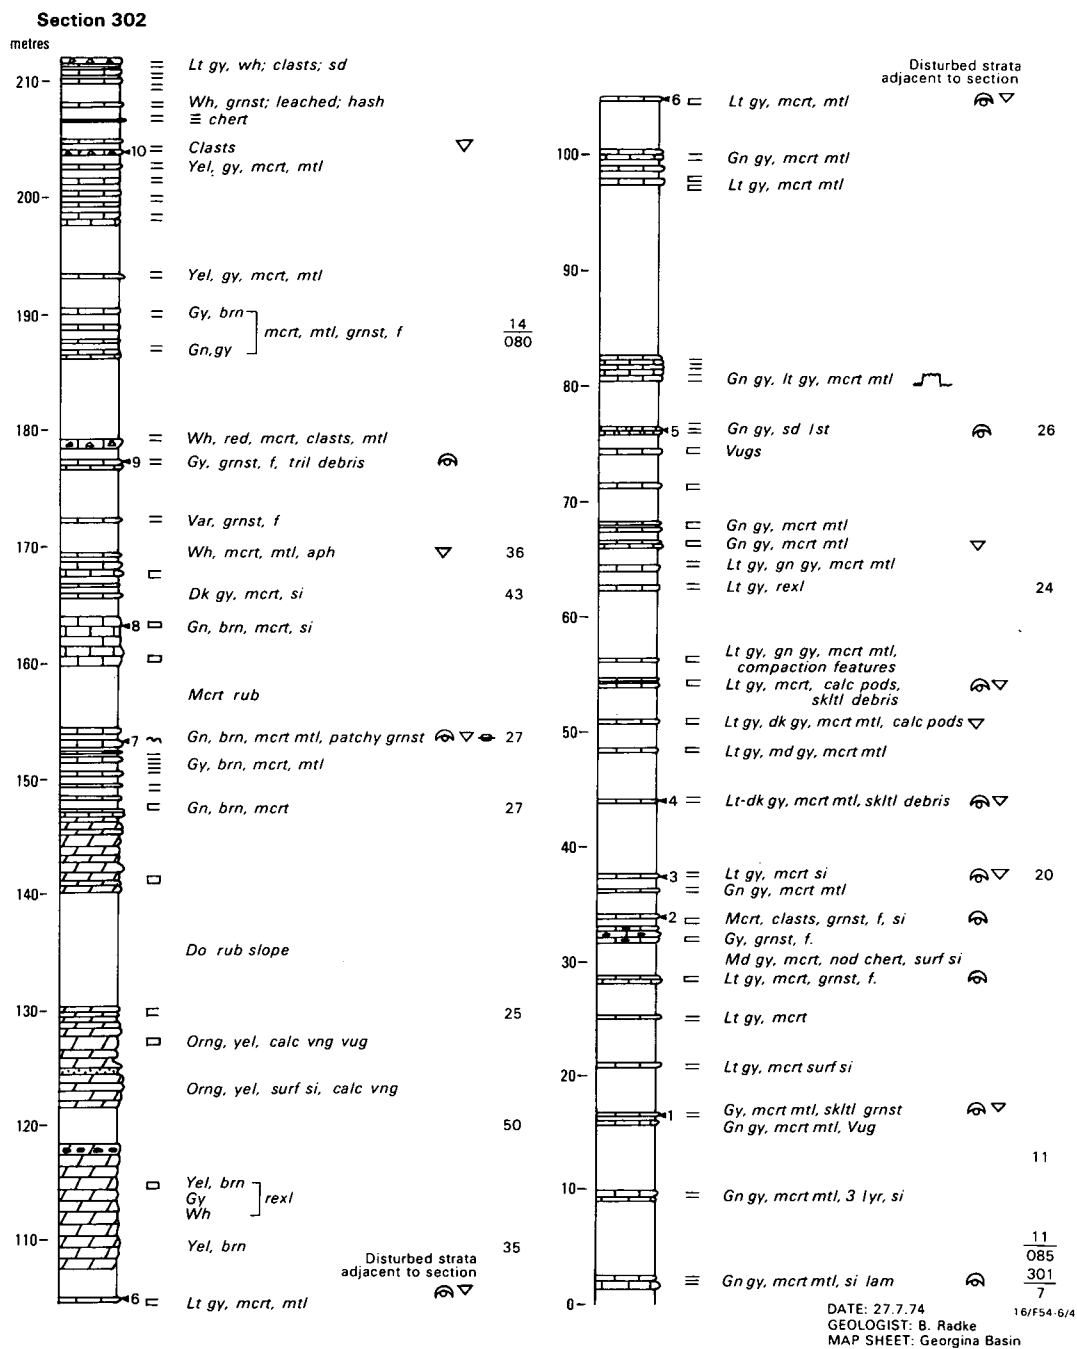 Section 302
metres
Lt gy, wh; clasts; sd
210
Wh, grnst; leached; hash
chert
10 Clasts
Yel, gy, mcrt, mtl
200
Yel, gy, mcrt, mtl
190
Gy, brn
mcrt, mtl, grnst, f
Gn, gy
14
080
180
Wh, red, mcrt, clasts, mtl
9 Gy, grnst, f, tril debris
Var, grnst, f
170
Wh, mcrt, mtl, aph 36
Dk gy, mcrt, si 43
8 Gn, brn, mcrt, si
160
Mcrt rub
7 Gn, brn, mcrt mtl, patchy grnst 27
Gy, brn, mcrt, mtl
150
Gn, brn, mcrt 27
140
Do rub slope
130 25
Orng, yel, calc vng vug
Orng, yel, surf si, calc vng
120 50
Yel, brn
Gy rexl
Wh
110
Yel, brn 35
Disturbed strata
adjacent to section
6 Lt gy, mcrt, mtl
Disturbed strata
adjacent to section
6 Lt gy, mcrt, mtl
100
Gn gy, mcrt mtl
Lt gy, mcrt mtl
90
80
Gn gy, lt gy, mcrt mtl
5 Gn gy, sd lst 26
Vugs
70
Gn gy, mcrt mtl
Gn gy, mcrt mtl
Lt gy, gn gy, mcrt mtl
Lt gy, rexl 24
60
Lt gy, gn gy, mcrt mtl,
compaction features
Lt gy, mcrt, calc pods,
skltl debris
50
Lt gy, dk gy, mcrt mtl, calc pods
Lt gy, md gy, mcrt mtl
4 Lt-dk gy, mcrt mtl, skltl debris
40
3 Lt gy, mcrt si 20
Gn gy, mcrt mtl
2 Mcrt, clasts, grnst, f, si
Gy, grnst, f.
30
Md gy, mcrt, nod chert, surf si
Lt gy, mcrt, grnst, f.
Lt gy, mcrt
20
Lt gy, mcrt surf si
1 Gy, mcrt mtl, skltl grnst
Gn gy, mcrt mtl, Vug
11
10
Gn gy, mcrt mtl, 3 lyr, si
11
085
Gn gy, mcrt mtl, si lam
301
7
0
DATE: 27.7.74
16/F54-6/4
GEOLOGIST: B. Radke
MAP SHEET: Georgina Basin